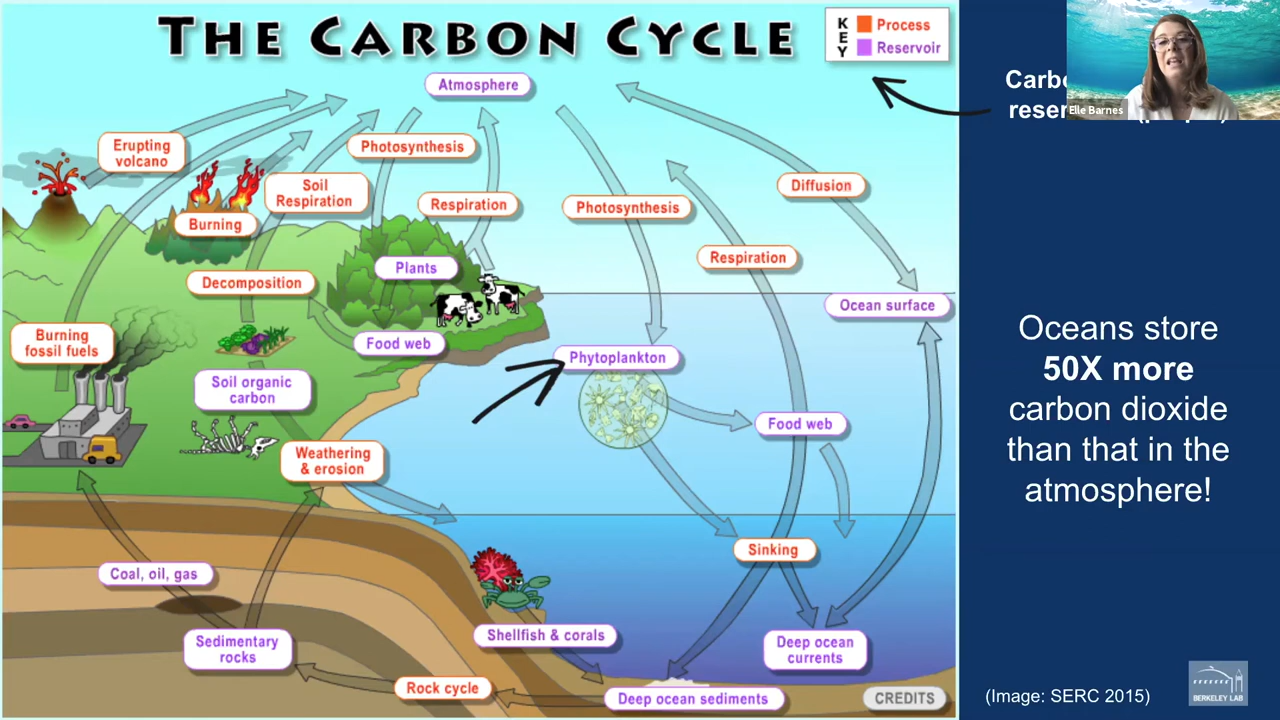 THE CARBON CYCLE
KEY
Process
Reservoir
Atmosphere
Erupting
volcano
Photosynthesis
Soil
Respiration
Respiration
Photosynthesis
Diffusion
Burning
Respiration
Plants
Decomposition
Ocean surface
Burning
fossil fuels
Food web
Phytoplankton
Soil organic
carbon
Food web
Weathering
& erosion
Sinking
Coal, oil, gas
Shellfish & corals
Sedimentary
rocks
Deep ocean
currents
Rock cycle
Deep ocean sediments
CREDITS
Elle Barnes
Oceans store
50X more
carbon dioxide
than that in the
atmosphere!
(Image: SERC 2015)
BERKELEY LAB